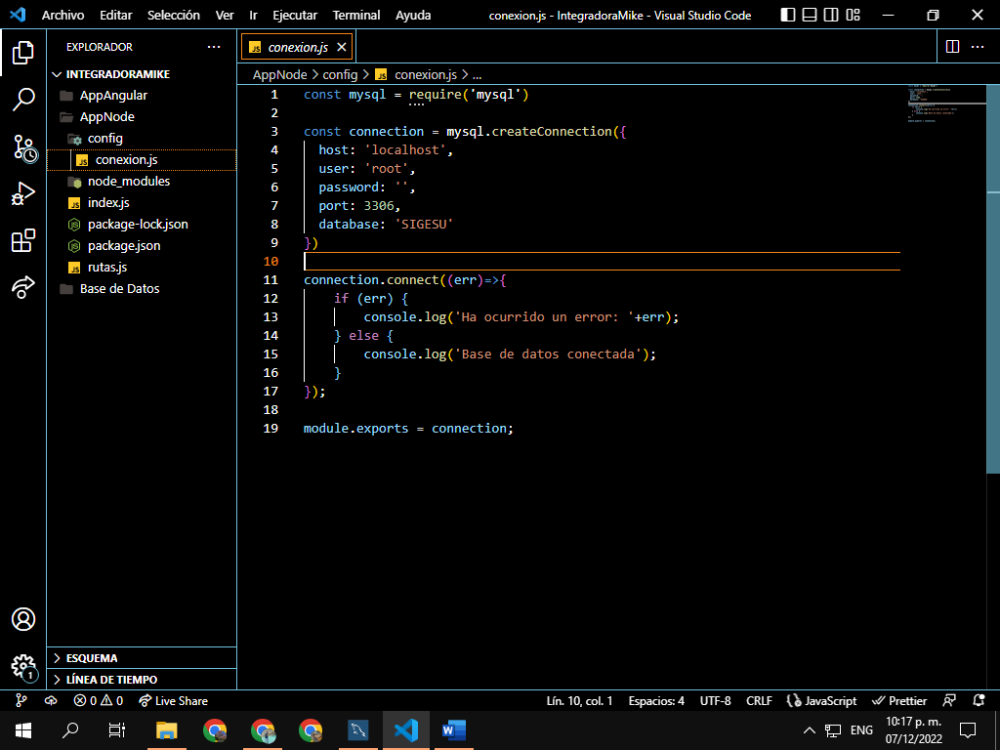 Archivo Editar Selección Ver Ir Ejecutar Terminal Ayuda conexion.js - IntegradoraMike - Visual Studio Code
EXPLORADOR ...
INTEGRADORAMIKE
AppAngular
AppNode
config
JS conexion.js
node_modules
JS index.js
package-lock.json
package.json
JS rutas.js
Base de Datos
ESQUEMA
LÍNEA DE TIEMPO
1
JS conexion.js
AppNode > config > JS conexion.js > ...
1 const mysql = require('mysql')
2
3 const connection = mysql.createConnection({
4 host: 'localhost',
5 user: 'root',
6 password: '',
7 port: 3306,
8 database: 'SIGESU'
9 })
10
11 connection.connect((err)=>{
12 if (err) {
13 console.log('Ha ocurrido un error: '+err);
14 } else {
15 console.log('Base de datos conectada');
16 }
17 });
18
19 module.exports = connection;
0 0 Live Share Lín. 10, col. 1 Espacios: 4 UTF-8 CRLF JavaScript Prettier
W ENG 10:17 p. m.
07/12/2022